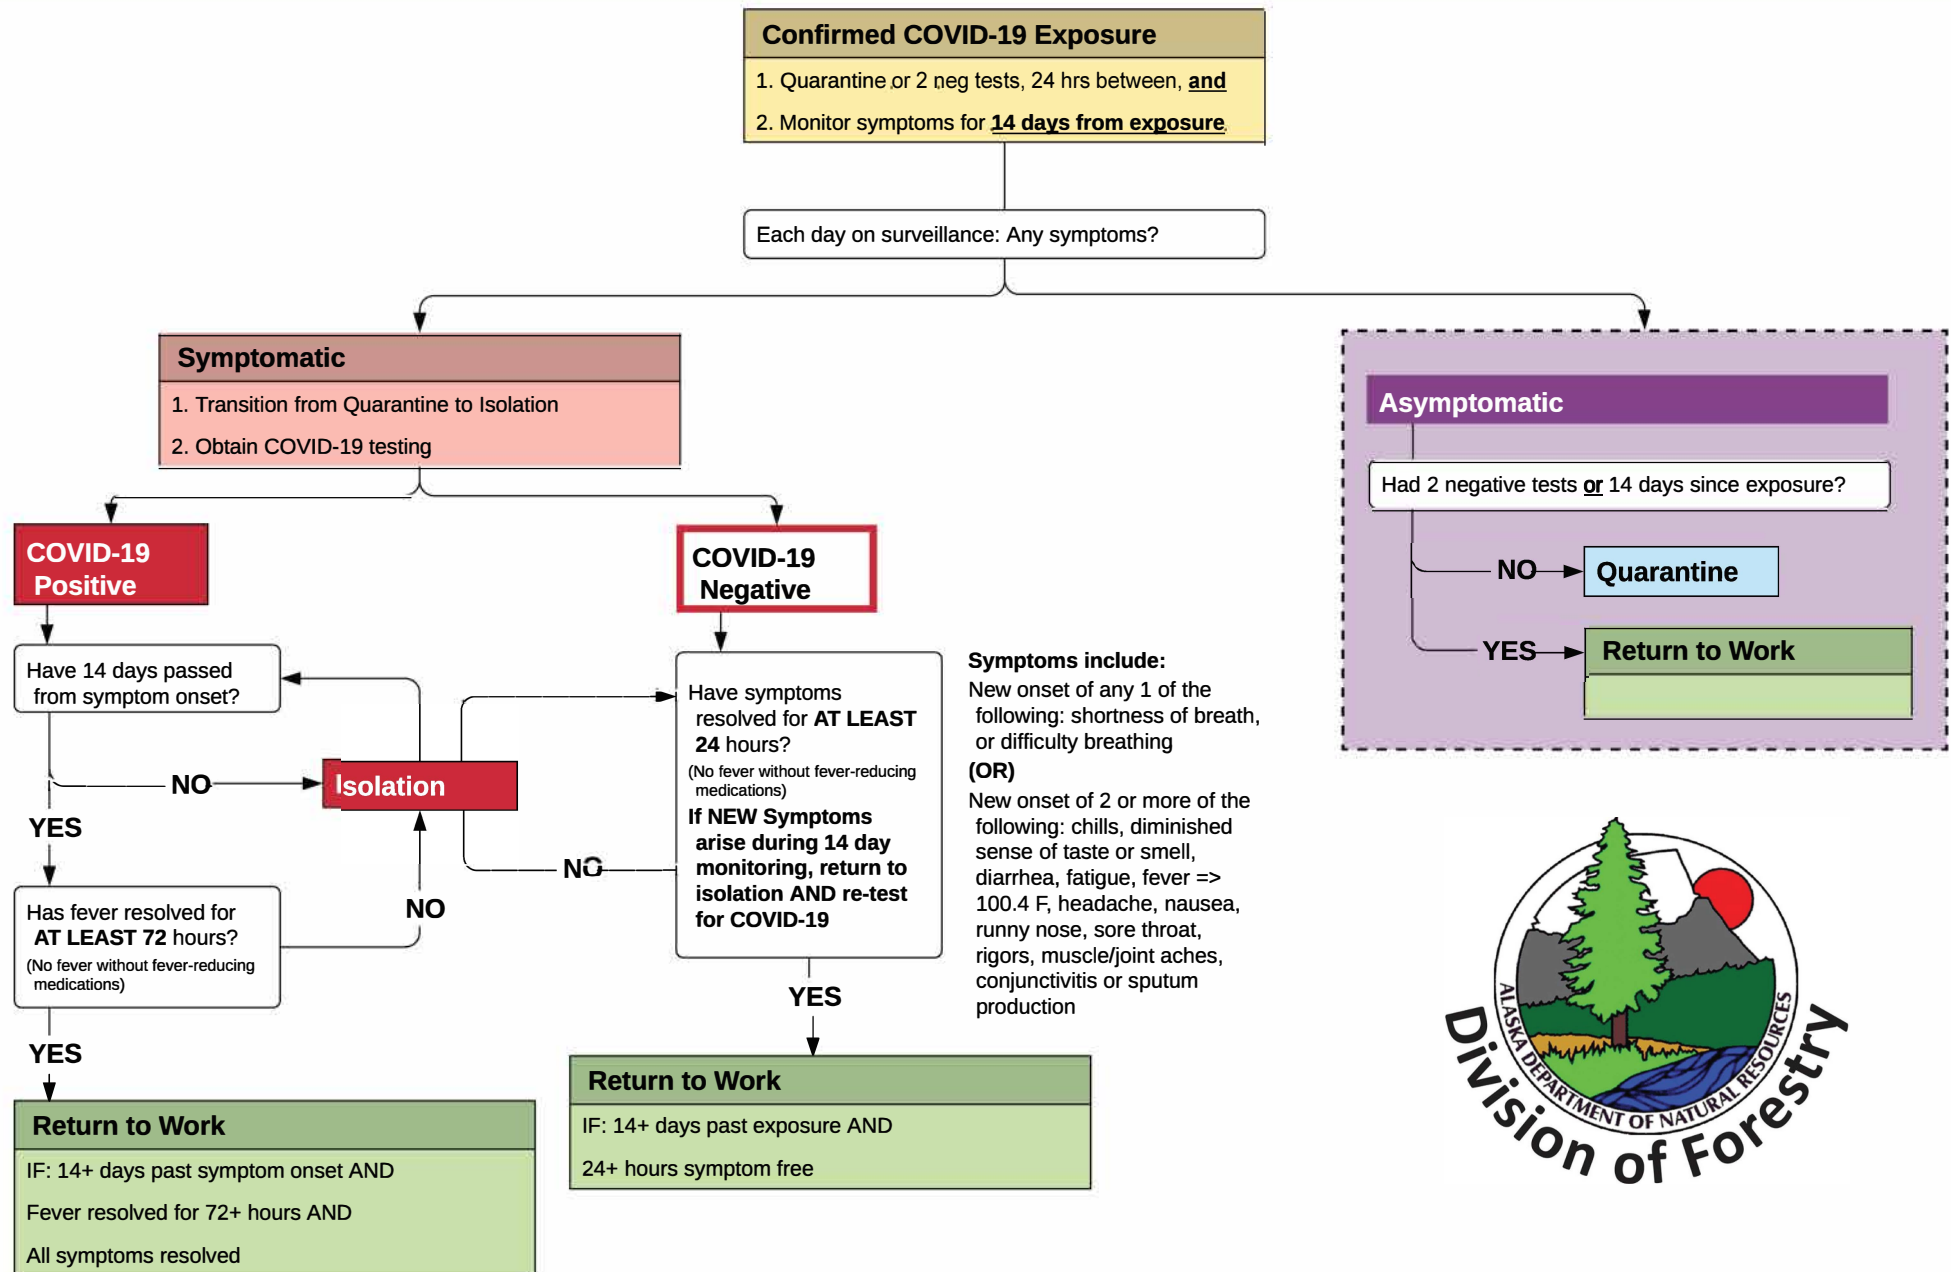 Confirmed COVID-19 Exposure
1. Quarantine or 2 neg tests, 24 hrs between, and
2. Monitor symptoms for 14 days from exposure.
Each day on surveillance: Any symptoms?
Symptomatic
1. Transition from Quarantine to Isolation
2. Obtain COVID-19 testing
COVID-19
Positive
Have 14 days passed
from symptom onset?
NO
Isolation
YES
Has fever resolved for
AT LEAST 72 hours?
(No fever without fever-reducing
medications)
NO
YES
Return to Work
IF: 14+ days past symptom onset AND
Fever resolved for 72+ hours AND
All symptoms resolved
COVID-19
Negative
Have symptoms
resolved for AT LEAST
24 hours?
(No fever without fever-reducing
medications)
If NEW Symptoms
arise during 14 day
monitoring, return to
isolation AND re-test
for COVID-19
NO
YES
Return to Work
IF: 14+ days past exposure AND
24+ hours symptom free
Symptoms include:
New onset of any 1 of the
following: shortness of breath,
or difficulty breathing
(OR)
New onset of 2 or more of the
following: chills, diminished
sense of taste or smell,
diarrhea, fatigue, fever =>
100.4 F, headache, nausea,
runny nose, sore throat,
rigors, muscle/joint aches,
conjunctivitis or sputum
production
Asymptomatic
Had 2 negative tests or 14 days since exposure?
NO
Quarantine
YES
Return to Work
ALASKA DEPARTMENT OF NATURAL RESOURCES
Division of Forestry